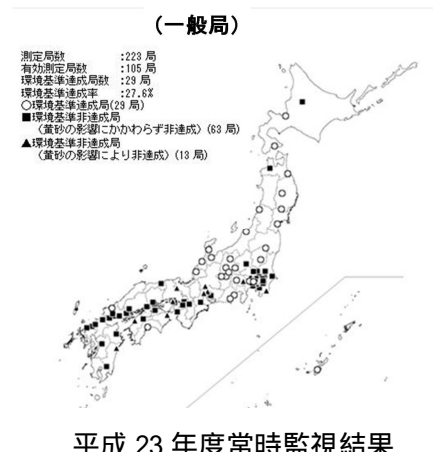 (一般局)
測定局数 :223 局
有効測定局数 :105 局
環境基準達成局数 :29 局
環境基準達成率 :27.6%
○環境基準達成局(29 局)
■環境基準非達成局
〈黄砂の影響にかかわらず非達成〉(63 局)
▲環境基準非達成局
〈黄砂の影響により非達成〉(13 局)
平成 23 年度常時監視結果